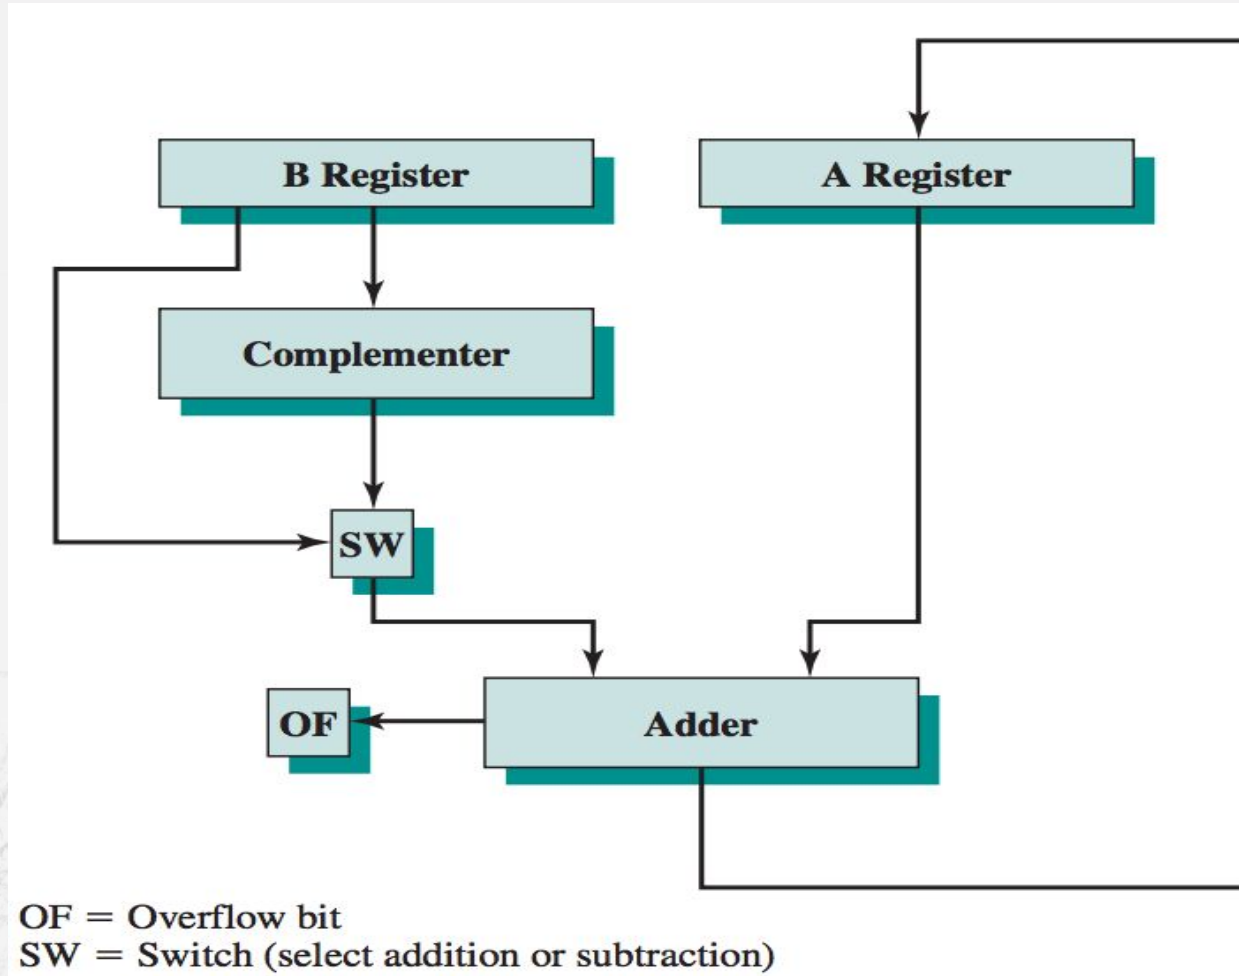 B Register
A Register
Complementer
SW
OF
Adder
OF = Overflow bit
SW = Switch (select addition or subtraction)